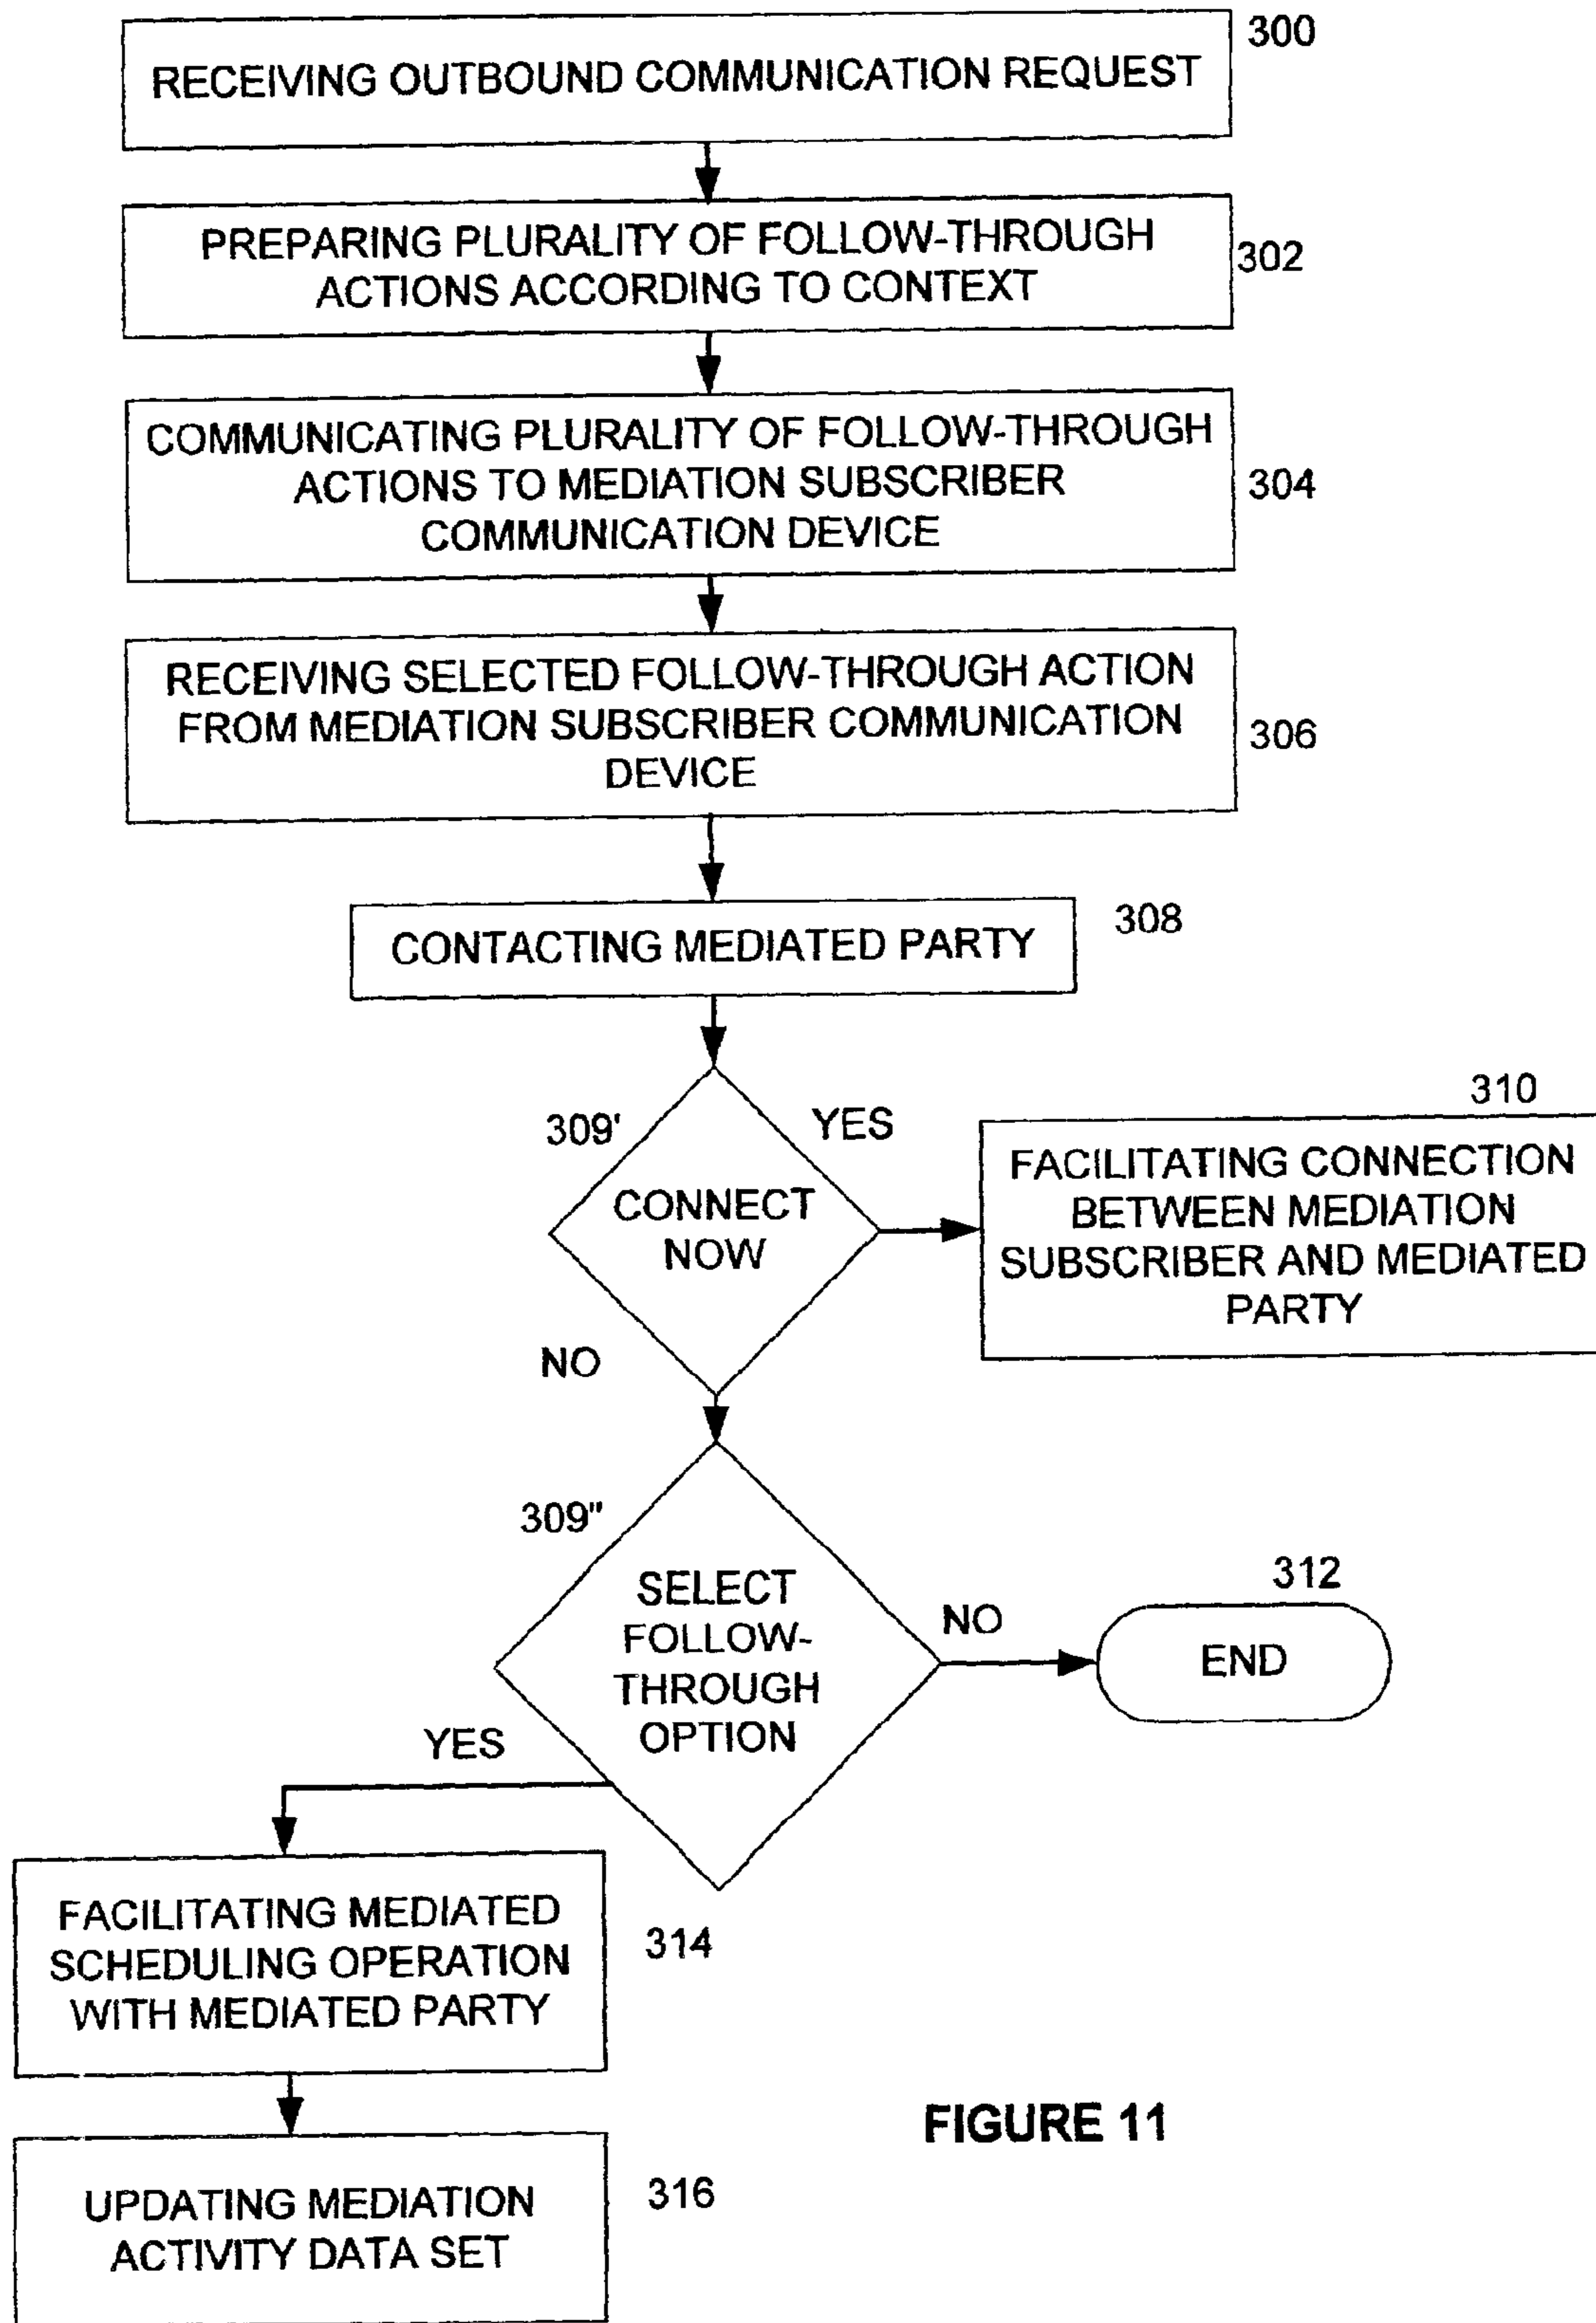 300
RECEIVING OUTBOUND COMMUNICATION REQUEST
PREPARING PLURALITY OF FOLLOW-THROUGH
ACTIONS ACCORDING TO CONTEXT
302
COMMUNICATING PLURALITY OF FOLLOW-THROUGH
ACTIONS TO MEDIATION SUBSCRIBER
COMMUNICATION DEVICE
304
RECEIVING SELECTED FOLLOW-THROUGH ACTION
FROM MEDIATION SUBSCRIBER COMMUNICATION
DEVICE
306
CONTACTING MEDIATED PARTY
308
309'
CONNECT
NOW
YES
310
FACILITATING CONNECTION
BETWEEN MEDIATION
SUBSCRIBER AND MEDIATED
PARTY
NO
309"
SELECT
FOLLOW-
THROUGH
OPTION
NO
312
END
YES
FACILITATING MEDIATED
SCHEDULING OPERATION
WITH MEDIATED PARTY
314
UPDATING MEDIATION
ACTIVITY DATA SET
316
FIGURE 11